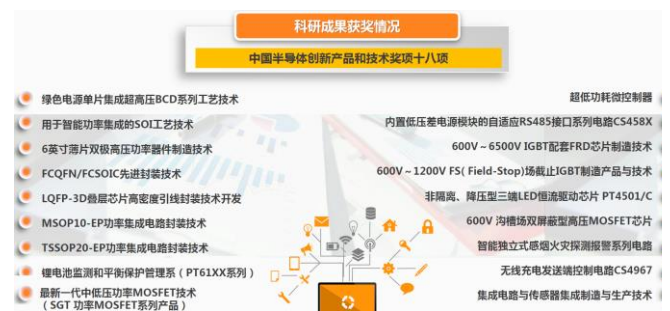 科研成果获奖情况
中国半导体创新产品和技术奖项十八项
绿色电源单片集成超高压BCD系列工艺技术
用于智能功率集成的SOI工艺技术
6英寸薄片双极高压功率器件制造技术
FCQFN/FCSOIC先进封装技术
LQFP-3D叠层芯片高密度引线封装技术开发
MSOP10-EP功率集成电路封装技术
TSSOP20-EP功率集成电路封装技术
锂电池监测和平衡保护管理系（PT61XX系列）
最新一代中低压功率MOSFET技术
（SGT 功率MOSFET系列产品）
超低功耗微控制器
内置低压差电源模块的自适应RS485接口系列电路CS458X
600V～6500V IGBT配套FRD芯片制造技术
600V～1200V FS( Field-Stop)场截止IGBT制造产品与技术
非隔离、降压型三端LED恒流驱动芯片 PT4501/C
600V 沟槽场双屏蔽型高压MOSFET芯片
智能独立式感烟火灾探测报警系列电路
无线充电发送端控制电路CS4967
集成电路与传感器集成制造与生产技术